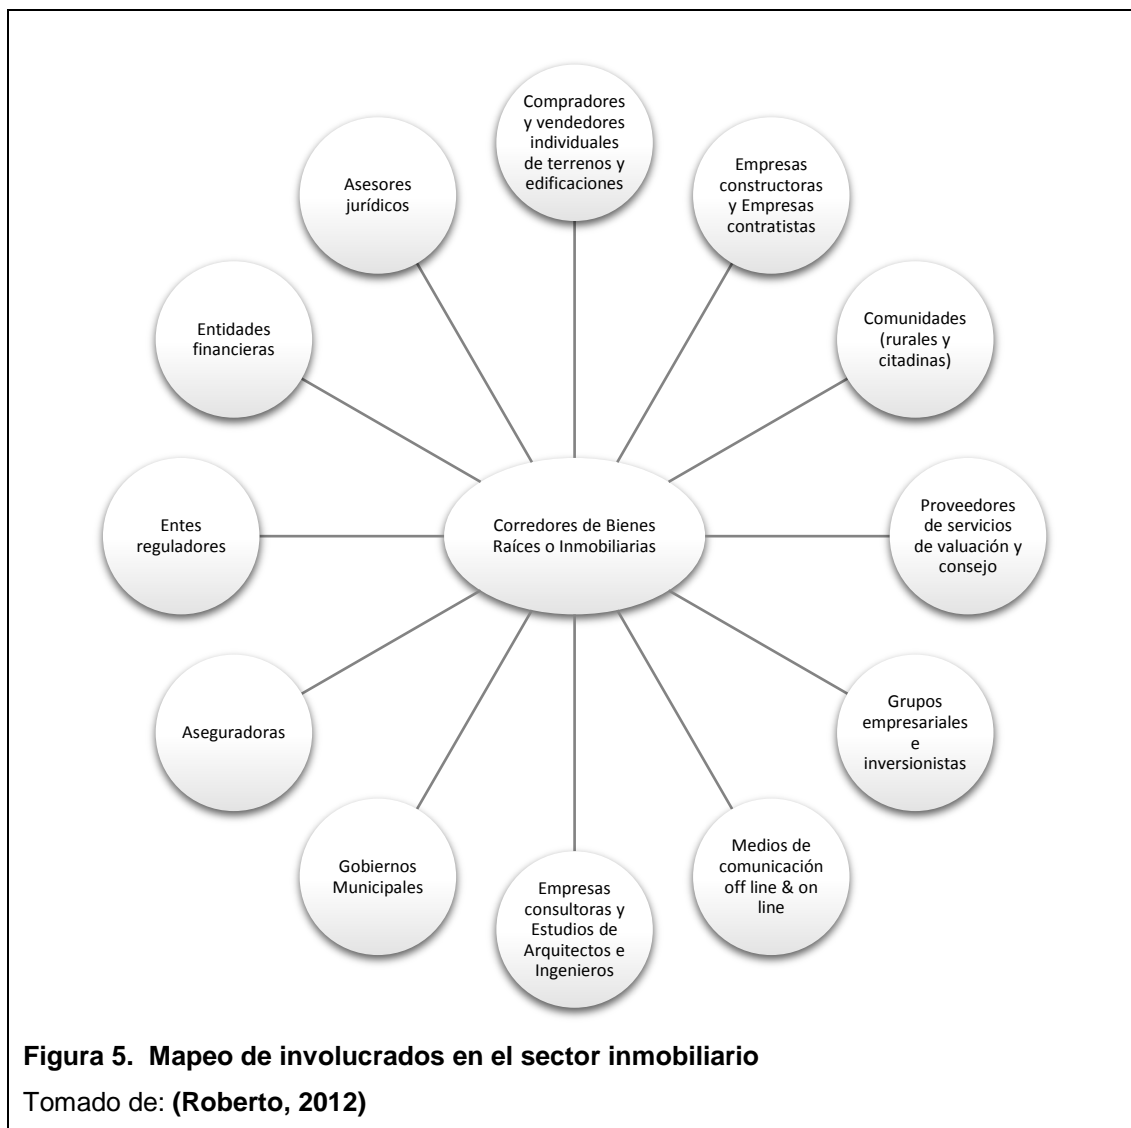 Compradores
y vendedores
individuales
de terrenos y
edificaciones
Empresas
constructoras
y Empresas
contratistas
Comunidades
(rurales y
citadinas)
Proveedores
de servicios
de valuación y
consejo
Grupos
empresariales
e
inversionistas
Medios de
comunicación
off line & on
line
Empresas
consultoras y
Estudios de
Arquitectos e
Ingenieros
Gobiernos
Municipales
Aseguradoras
Entes
reguladores
Entidades
financieras
Asesores
jurídicos
Corredores de Bienes
Raíces o Inmobiliarias
Figura 5. Mapeo de involucrados en el sector inmobiliario
Tomado de: (Roberto, 2012)